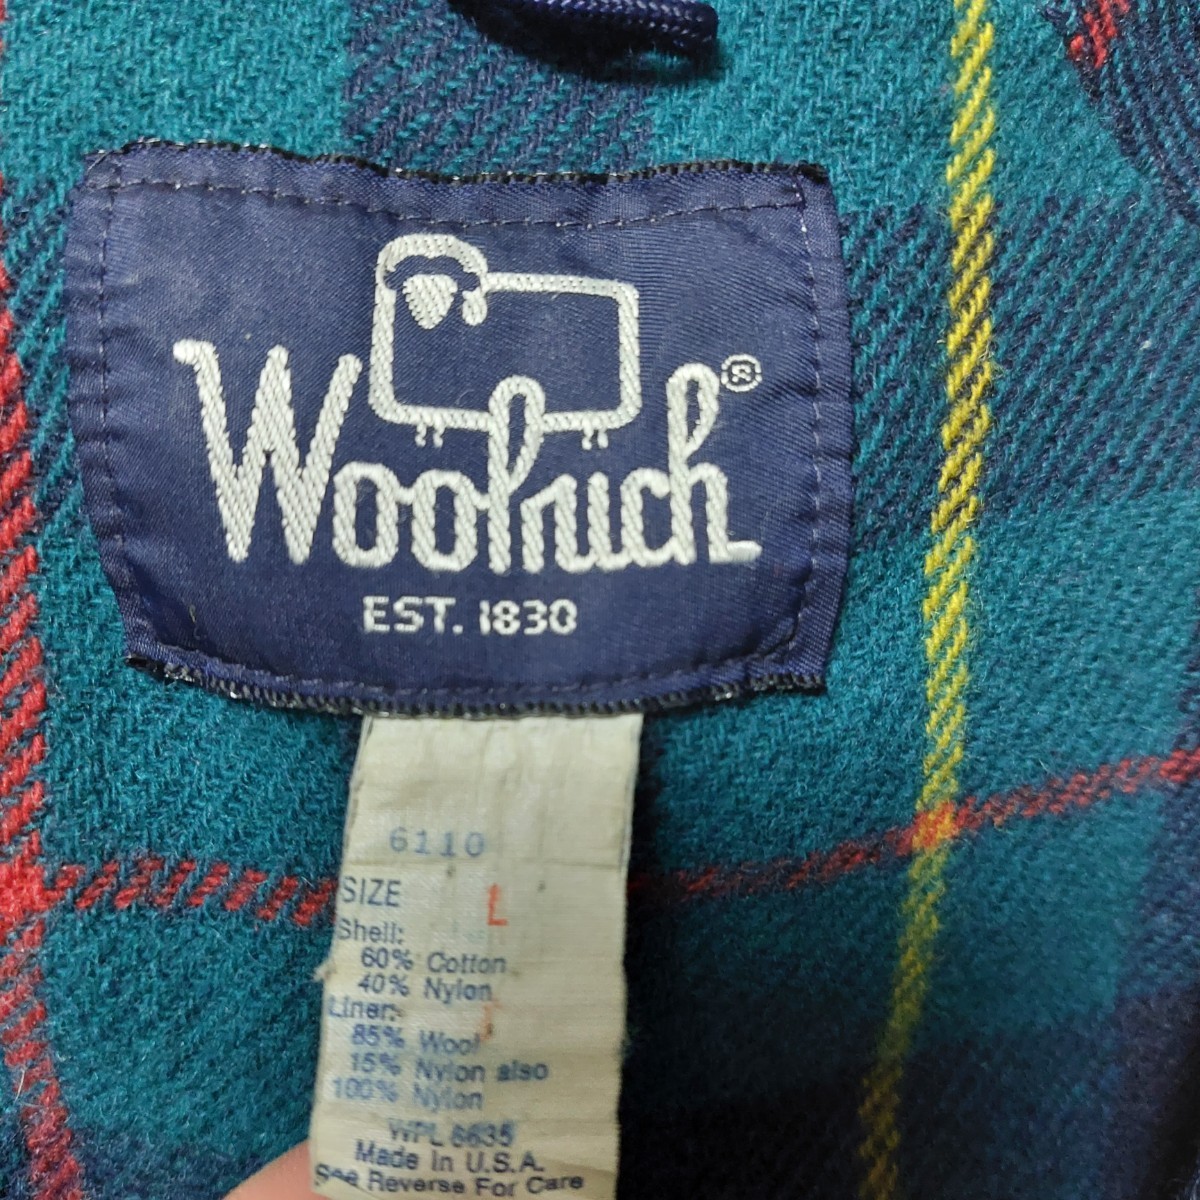 Woolrich®
EST. 1830
6110
SIZE L
Shell:
60% Cotton
40% Nylon
Liner:
85% Wool
15% Nylon also
100% Nylon
WPL 6635
Made In U.S.A.
See Reverse For Care